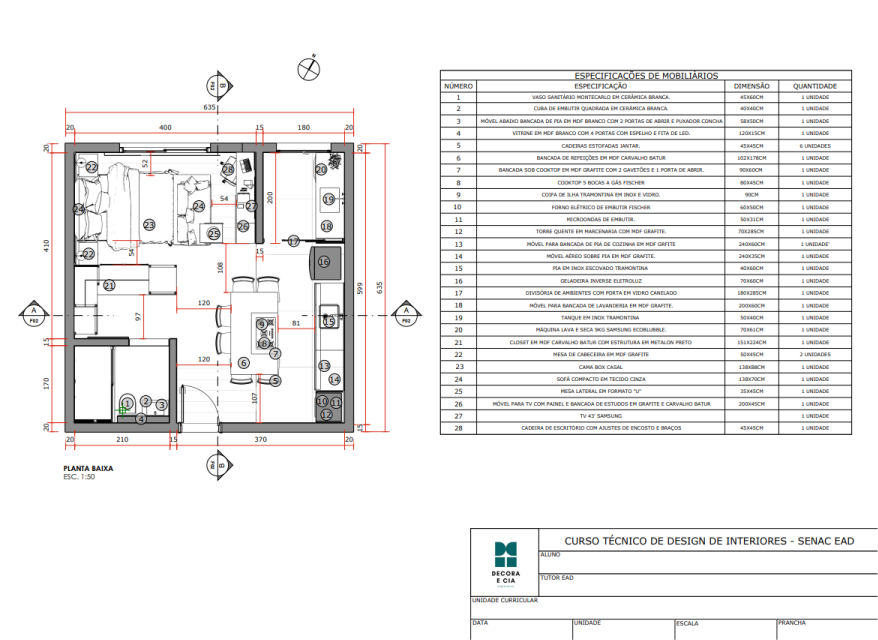 N
B
F03
635
20 400 15 180 20
20
52
22
28
20
24
24
54
27
19
200
23
26
18
25
410
17
22
54
15
16
108
21
599
635
120
A
F02
97
9
81
15
A
F02
15
8
7
120
6
13
170
5
14
1
2
3
107
10
11
4
12
20
15
20 210 15 370 20
B
F03
PLANTA BAIXA
ESC. 1:50
ESPECIFICAÇÕES DE MOBILIÁRIOS
NÚMERO ESPECIFICAÇÃO DIMENSÃO QUANTIDADE
1 VASO SANITÁRIO MONTECARLO EM CERÂMICA BRANCA. 45X60CM 1 UNIDADE
2 CUBA DE EMBUTIR QUADRADA EM CERÂMICA BRANCA. 40X40CM 1 UNIDADE
3 MÓVEL ABAIXO BANCADA DE PIA EM MDF BRANCO COM 2 PORTAS DE ABRIR E PUXADOR CONCHA 58X50CM 1 UNIDADE
4 VITRINE EM MDF BRANCO COM 4 PORTAS COM ESPELHO E FITA DE LED. 120X15CM 1 UNIDADE
5 CADEIRAS ESTOFADAS JANTAR. 45X45CM 6 UNIDADES
6 BANCADA DE REFEIÇÕES EM MDF CARVALHO BATUR 102X178CM 1 UNIDADE
7 BANCADA SOB COOKTOP EM MDF GRAFITE COM 2 GAVETÕES E 1 PORTA DE ABRIR. 90X60CM 1 UNIDADE
8 COOKTOP 5 BOCAS A GÁS FISCHER 80X45CM 1 UNIDADE
9 COIFA DE ILHA TRAMONTINA EM INOX E VIDRO. 90CM 1 UNIDADE
10 FORNO ELÉTRICO DE EMBUTIR FISCHER 60X50CM 1 UNIDADE
11 MICROONDAS DE EMBUTIR. 50X31CM 1 UNIDADE
12 TORRE QUENTE EM MARCENARIA COM MDF GRAFITE. 70X285CM 1 UNIDADE
13 MÓVEL PARA BANCADA DE PIA DE COZINHA EM MDF GRFITE 240X60CM 1 UNIDADE'
14 MÓVEL AÉREO SOBRE PIA EM MDF GRAFITE. 240X35CM 1 UNIDADE
15 PIA EM INOX ESCOVADO TRAMONTINA 40X60CM 1 UNIDADE
16 GELADEIRA INVERSE ELETROLUZ 70X60CM 1 UNIDADE
17 DIVISÓRIA DE AMBIENTES COM PORTA EM VIDRO CANELADO 180X285CM 1 UNIDADE
18 MÓVEL PARA BANCADA DE LAVANDERIA EM MDF GRAFITE. 200X60CM 1 UNIDADE
19 TANQUE EM INOX TRAMONTINA 50X40CM 1 UNIDADE
20 MÁQUINA LAVA E SECA 9KG SAMSUNG ECOBLUBBLE. 70X61CM 1 UNIDADE
21 CLOSET EM MDF CARVALHO BATUR COM ESTRUTURA EM METALON PRETO 151X224CM 1 UNIDADE
22 MESA DE CABECEIRA EM MDF GRAFITE 50X45CM 2 UNIDADES
23 CAMA BOX CASAL 138X88CM 1 UNIDADE
24 SOFÁ COMPACTO EM TECIDO CINZA 138X70CM 1 UNIDADE
25 MESA LATERAL EM FORMATO "U" 35X45CM 1 UNIDADE
26 MÓVEL PARA TV COM PAINEL E BANCADA DE ESTUDOS EM GRAFITE E CARVALHO BATUR 200X45CM 1 UNIDADE
27 TV 43' SAMSUNG 1 UNIDADE
28 CADEIRA DE ESCRITÓRIO COM AJUSTES DE ENCOSTO E BRAÇOS 45X45CM 1 UNIDADE
DECORA
E CIA
CURSO TÉCNICO DE DESIGN DE INTERIORES - SENAC EAD
ALUNO
TUTOR EAD
UNIDADE CURRICULAR
DATA UNIDADE ESCALA PRANCHA